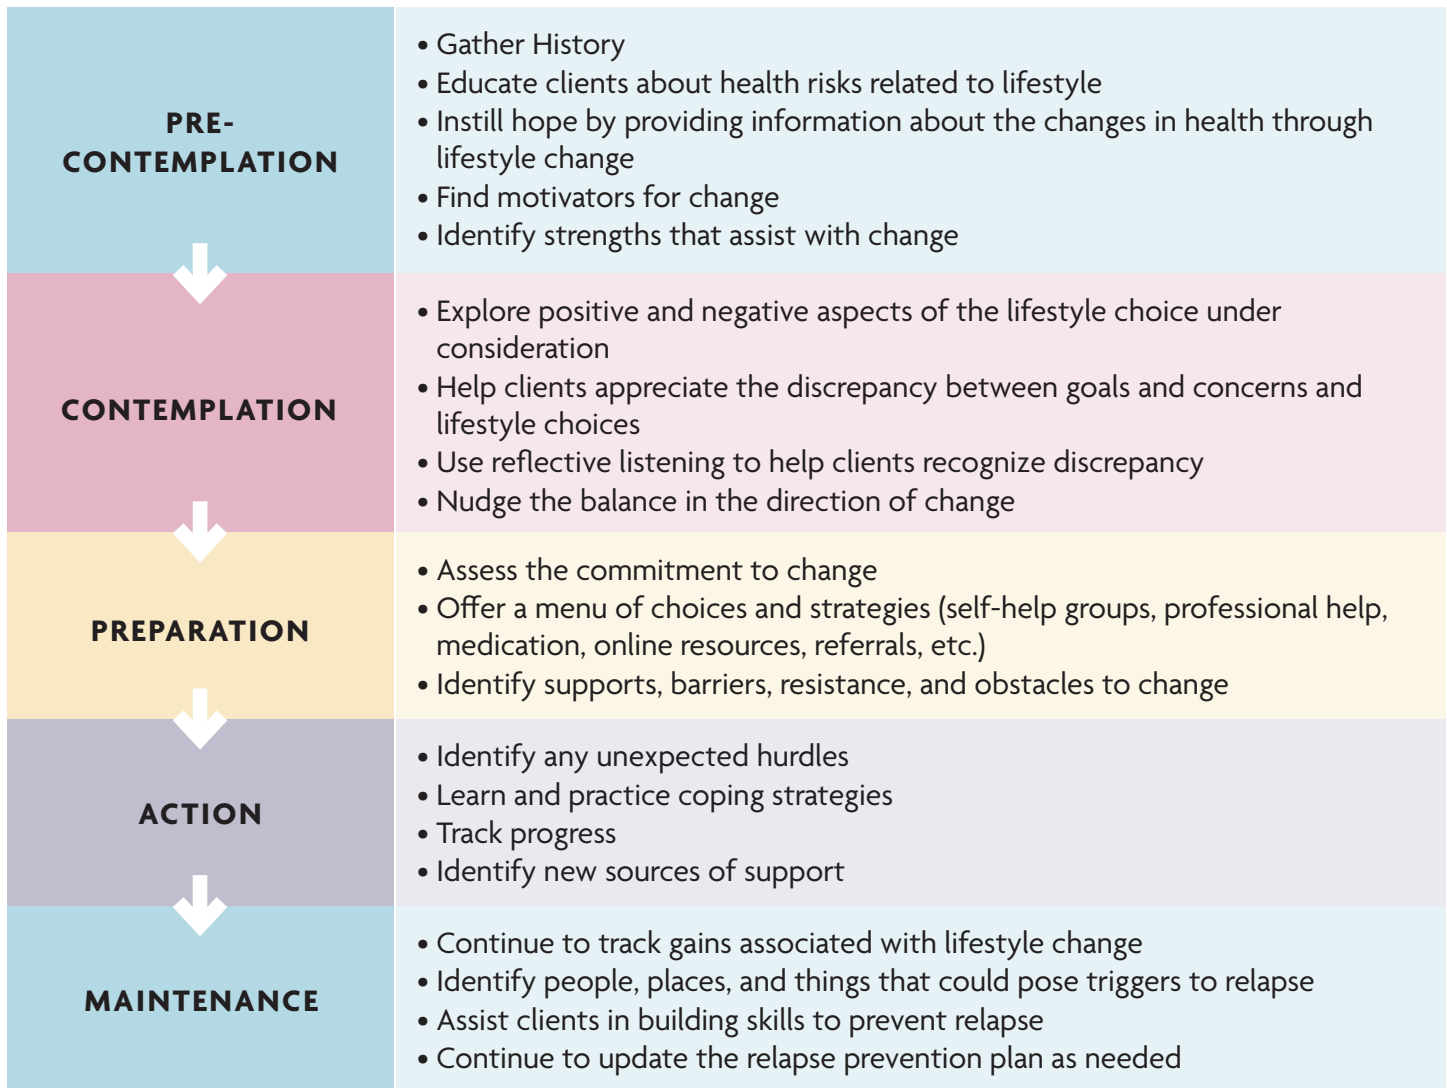 PRE-
CONTEMPLATION
• Gather History
• Educate clients about health risks related to lifestyle
• Instill hope by providing information about the changes in health through
lifestyle change
• Find motivators for change
• Identify strengths that assist with change
CONTEMPLATION
• Explore positive and negative aspects of the lifestyle choice under
consideration
• Help clients appreciate the discrepancy between goals and concerns and
lifestyle choices
• Use reflective listening to help clients recognize discrepancy
• Nudge the balance in the direction of change
PREPARATION
• Assess the commitment to change
• Offer a menu of choices and strategies (self-help groups, professional help,
medication, online resources, referrals, etc.)
• Identify supports, barriers, resistance, and obstacles to change
ACTION
• Identify any unexpected hurdles
• Learn and practice coping strategies
• Track progress
• Identify new sources of support
MAINTENANCE
• Continue to track gains associated with lifestyle change
• Identify people, places, and things that could pose triggers to relapse
• Assist clients in building skills to prevent relapse
• Continue to update the relapse prevention plan as needed